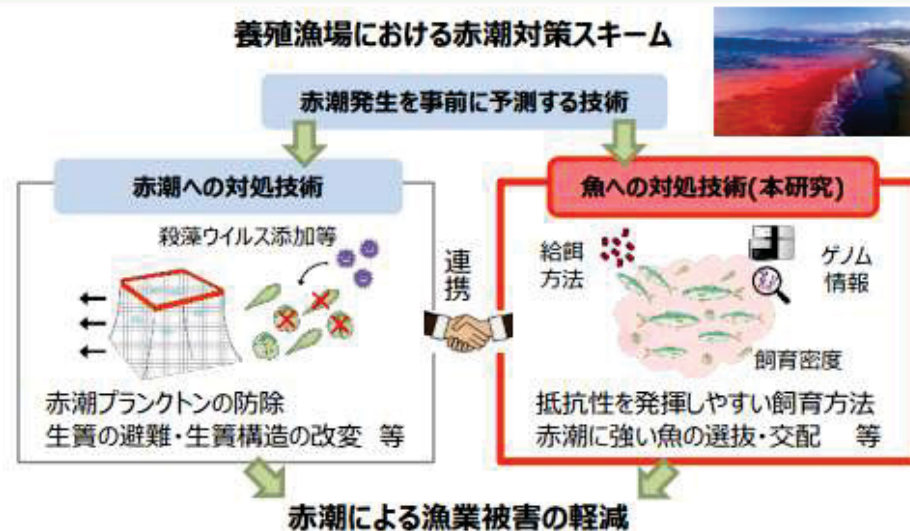 養殖漁場における赤潮対策スキーム
赤潮発生を事前に予測する技術
赤潮への対処技術
殺藻ウイルス添加等
赤潮プランクトンの防除
生簀の避難・生簀構造の改変 等
連携
魚への対処技術(本研究)
給餌
方法
ゲノム
情報
飼育密度
抵抗性を発揮しやすい飼育方法
赤潮に強い魚の選抜・交配 等
赤潮による漁業被害の軽減